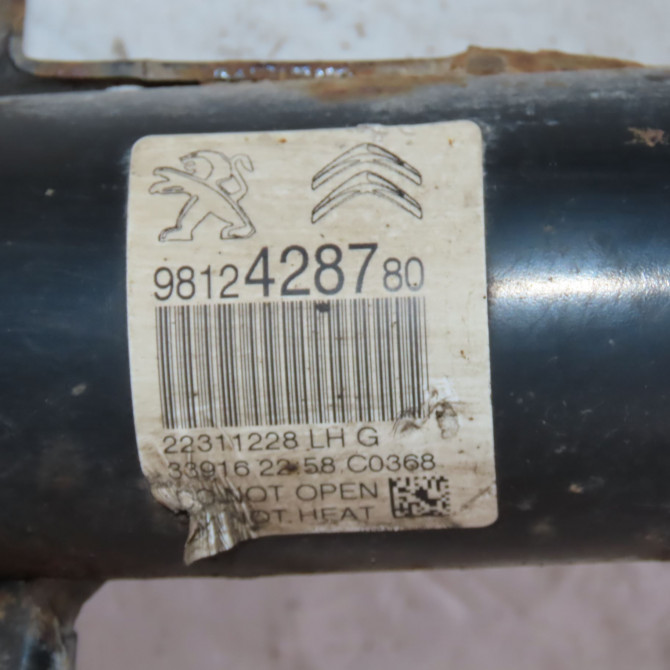 9812428780
22311228 LH G
33916 22:58 C0368
DO NOT OPEN
NOT HEAT